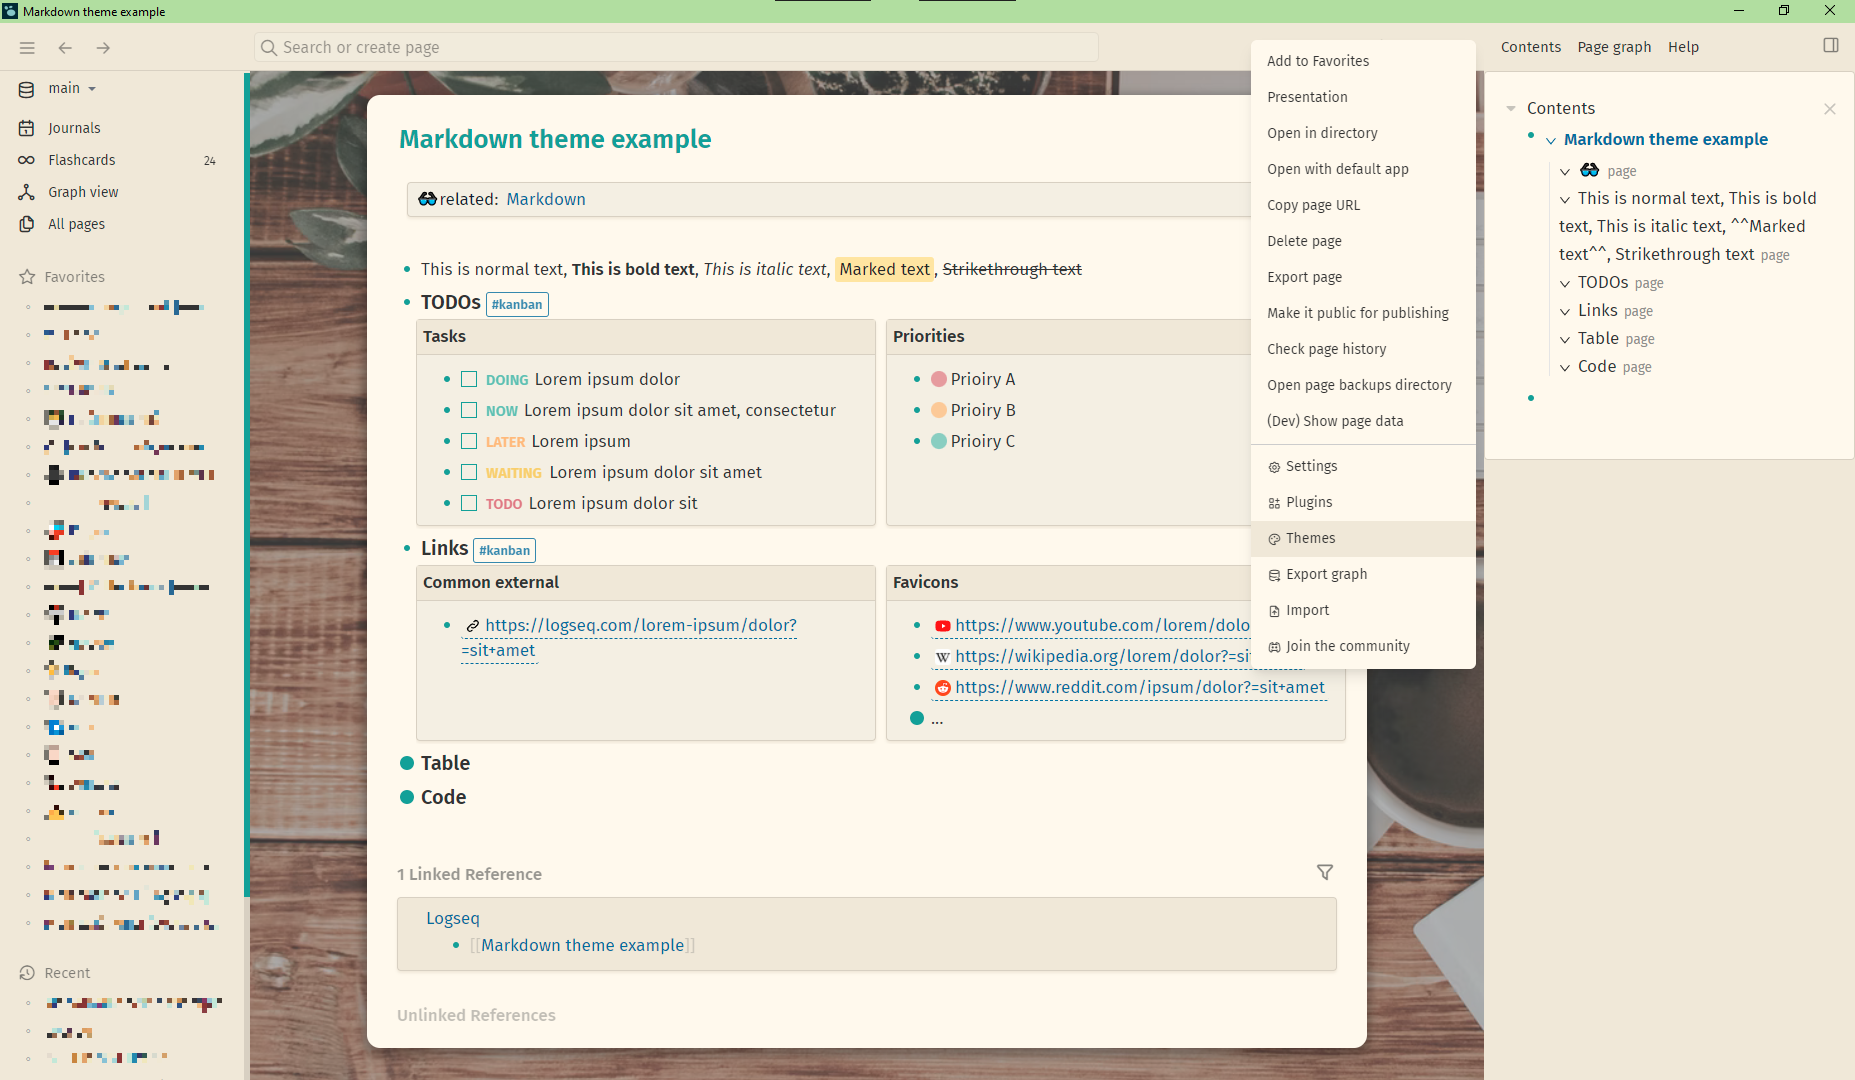 Markdown theme example
Search or create page
main
Journals
Flashcards 24
Graph view
All pages
Favorites
Recent
Markdown theme example
related: Markdown
This is normal text, This is bold text, This is italic text, Marked text, Strikethrough text
TODOs #kanban
Tasks
DOING Lorem ipsum dolor
NOW Lorem ipsum dolor sit amet, consectetur
LATER Lorem ipsum
WAITING Lorem ipsum dolor sit amet
TODO Lorem ipsum dolor sit
Priorities
Prioiry A
Prioiry B
Prioiry C
Links #kanban
Common external
https://logseq.com/lorem-ipsum/dolor?
=sit+amet
Favicons
https://www.youtube.com/lorem/dolo
https://wikipedia.org/lorem/dolor?=si
https://www.reddit.com/ipsum/dolor?=sit+amet
...
Table
Code
1 Linked Reference
Logseq
[[Markdown theme example]]
Unlinked References
Add to Favorites
Presentation
Open in directory
Open with default app
Copy page URL
Delete page
Export page
Make it public for publishing
Check page history
Open page backups directory
(Dev) Show page data
Settings
Plugins
Themes
Export graph
Import
Join the community
Contents Page graph Help
Contents
Markdown theme example
page
This is normal text, This is bold
text, This is italic text, ^^Marked
text^^, Strikethrough text page
TODOs page
Links page
Table page
Code page